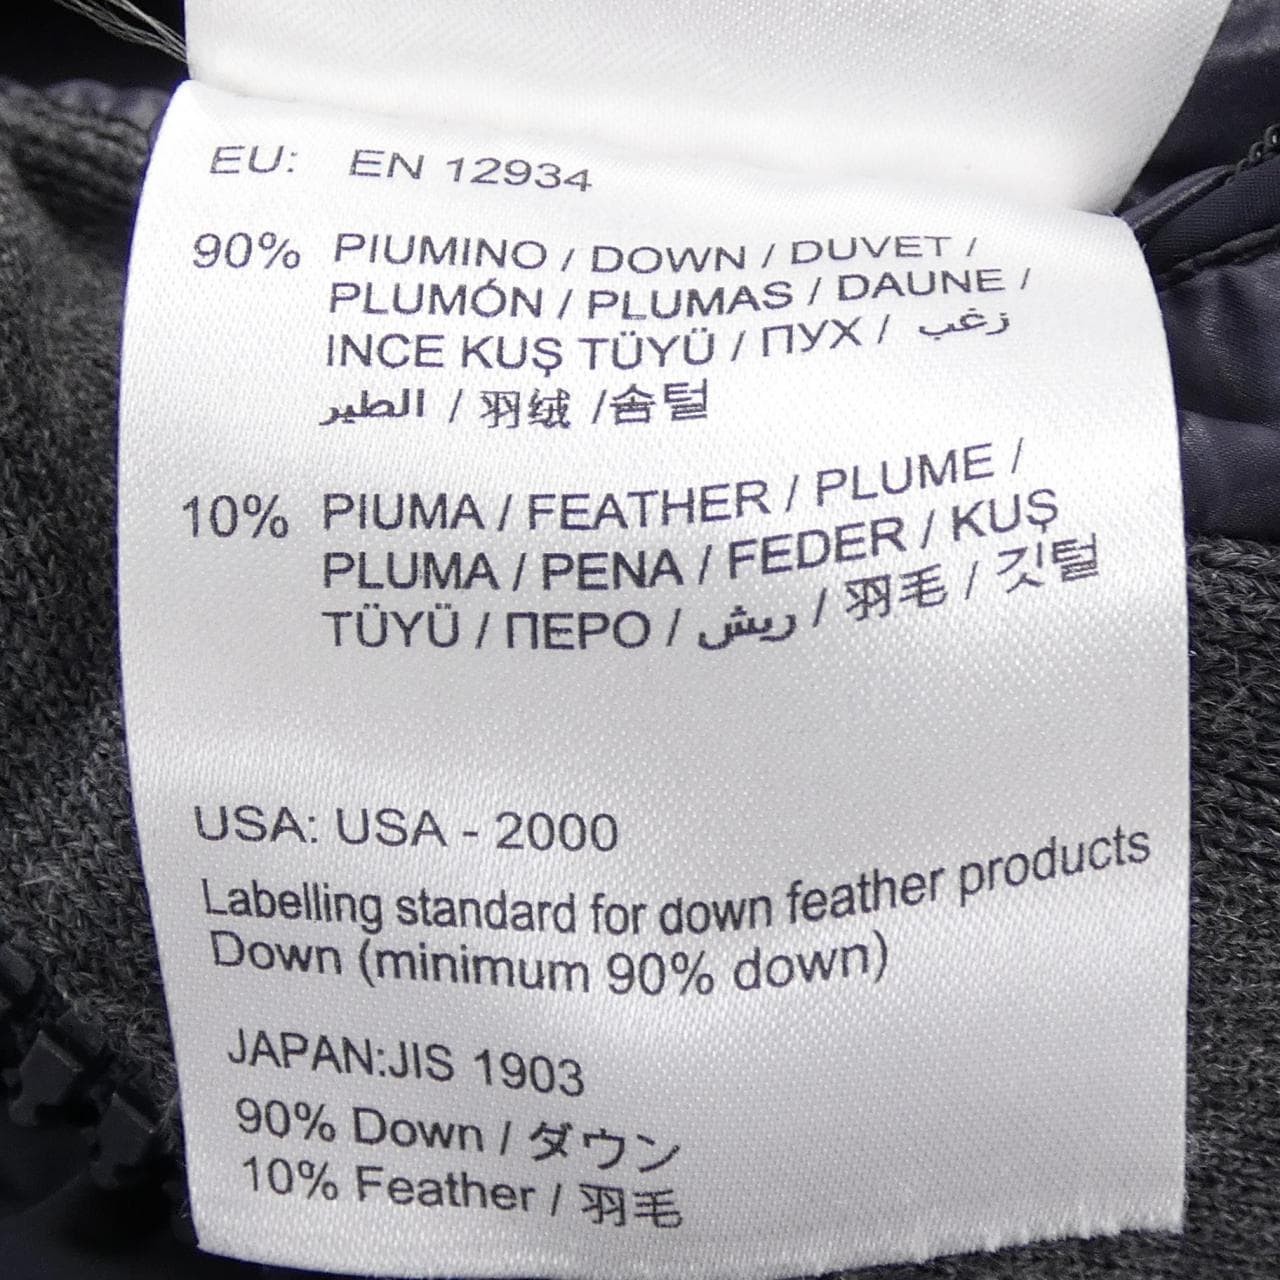 EU: EN 12934
90% PIUMINO / DOWN / DUVET /
PLUMÓN / PLUMAS / DAUNE /
INCE KUŞ TÜYÜ / ПУХ / زغب
الطير / 羽绒 /솜털
10% PIUMA / FEATHER / PLUME /
PLUMA / PENA / FEDER / KUŞ
TÜYÜ / ПЕРО / ريش / 羽毛 / 깃털
USA: USA - 2000
Labelling standard for down feather products
Down (minimum 90% down)
JAPAN:JIS 1903
90% Down / ダウン
10% Feather / 羽毛